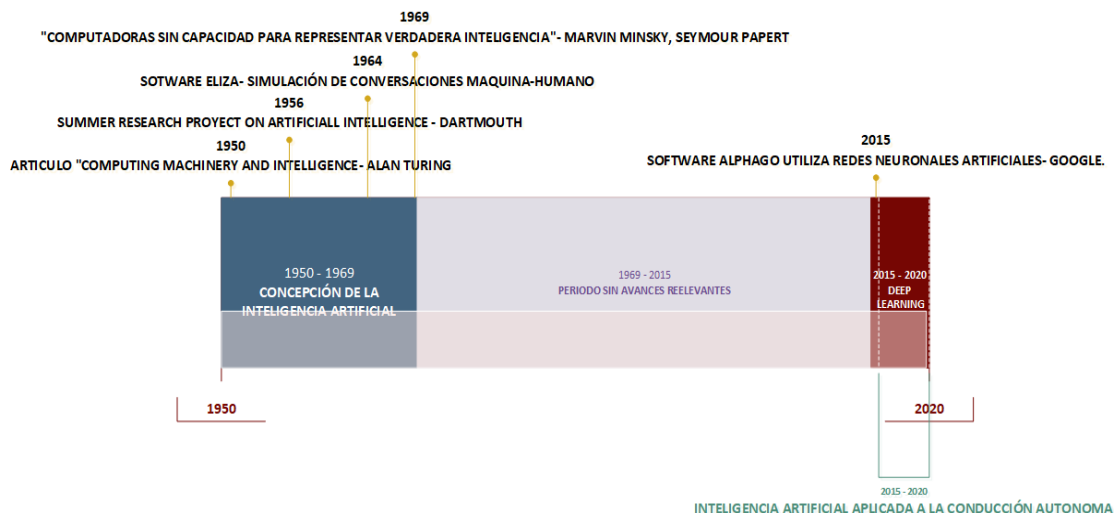 1969
"COMPUTADORAS SIN CAPACIDAD PARA REPRESENTAR VERDADERA INTELIGENCIA"- MARVIN MINSKY, SEYMOUR PAPERT
1964
SOTWARE ELIZA- SIMULACIÓN DE CONVERSACIONES MAQUINA-HUMANO
1956
SUMMER RESEARCH PROYECT ON ARTIFICIALL INTELLIGENCE - DARTMOUTH
1950
ARTICULO "COMPUTING MACHINERY AND INTELLIGENCE- ALAN TURING
2015
SOFTWARE ALPHAGO UTILIZA REDES NEURONALES ARTIFICIALES- GOOGLE.
1950 - 1969
CONCEPCIÓN DE LA
INTELIGENCIA ARTIFICIAL
1969 - 2015
PERIODO SIN AVANCES REELEVANTES
2015 - 2020
DEEP
LEARNING
1950
2020
2015 - 2020
INTELIGENCIA ARTIFICIAL APLICADA A LA CONDUCCIÓN AUTONOMA